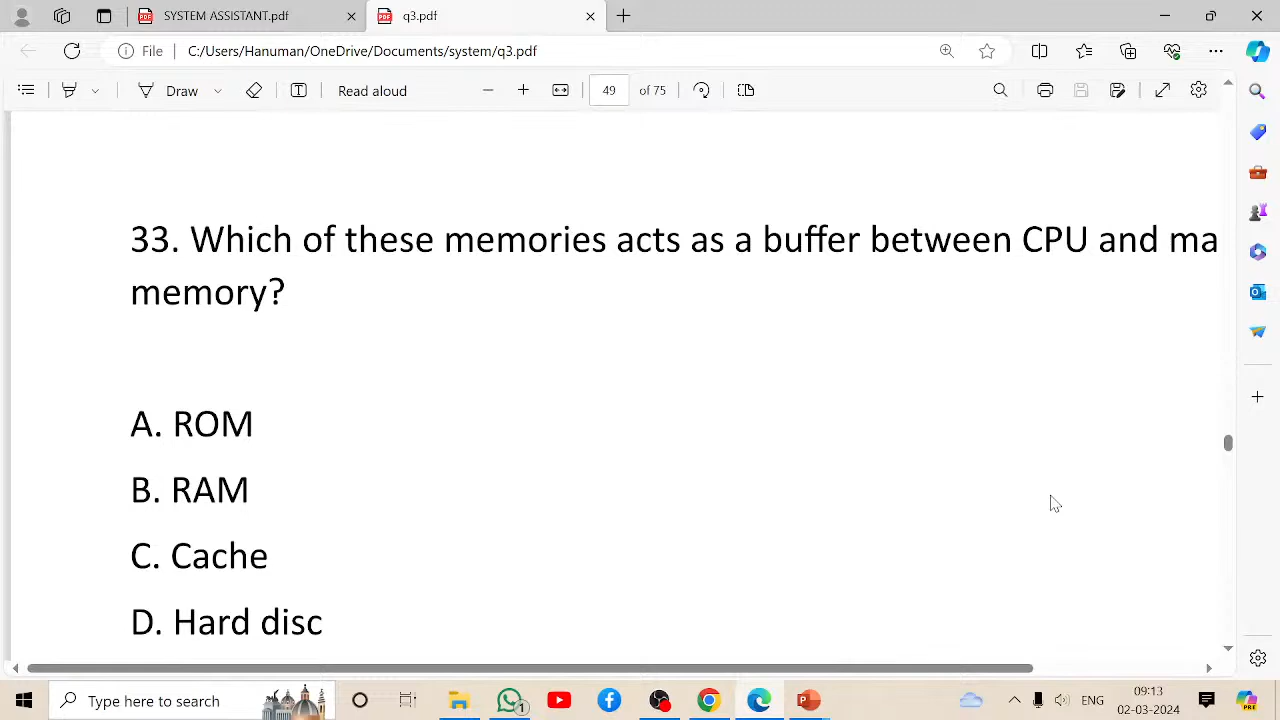 SYSTEM ASSISTANT.pdf
q3.pdf
File
C:/Users/Hanuman/OneDrive/Documents/system/q3.pdf
Draw
Read aloud
49 of 75
33. Which of these memories acts as a buffer between CPU and ma
memory?
A. ROM
B. RAM
C. Cache
D. Hard disc
Type here to search
1
ENG
09:13
02-03-2024